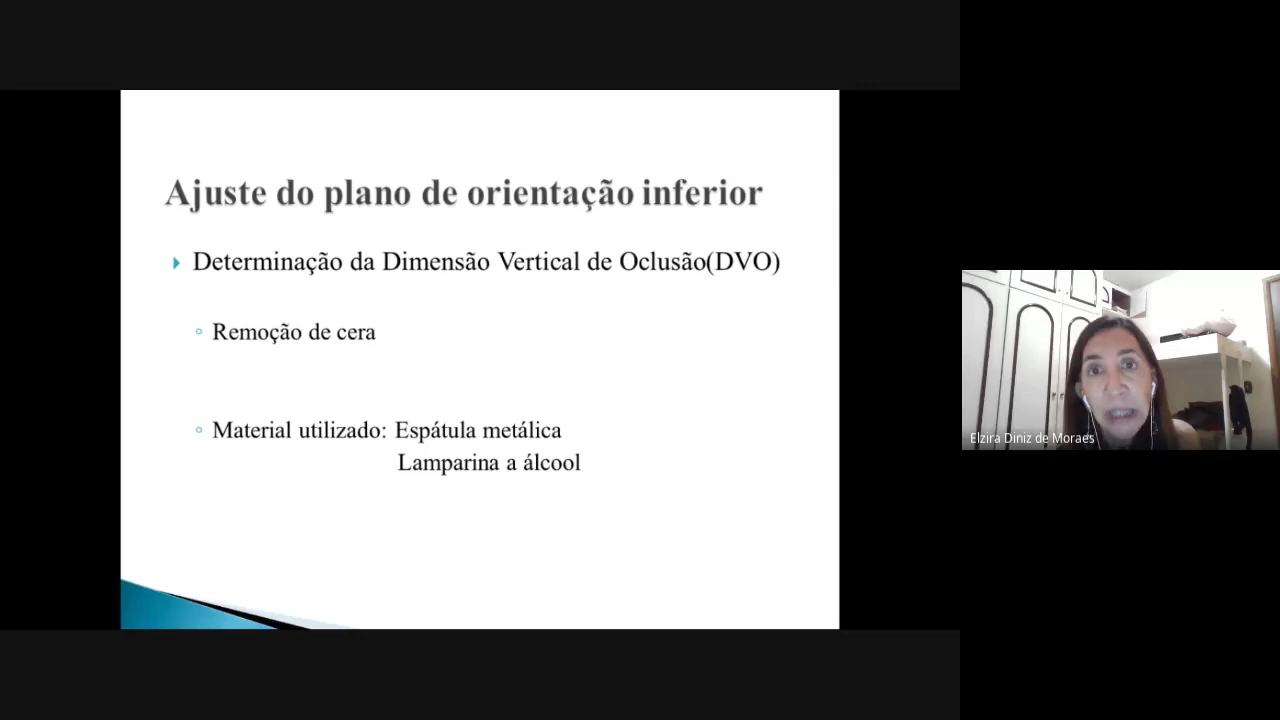 Ajuste do plano de orientação inferior
Determinação da Dimensão Vertical de Oclusão(DVO)
Remoção de cera
Material utilizado: Espátula metálica
Lamparina a álcool
Elzira Diniz de Moraes